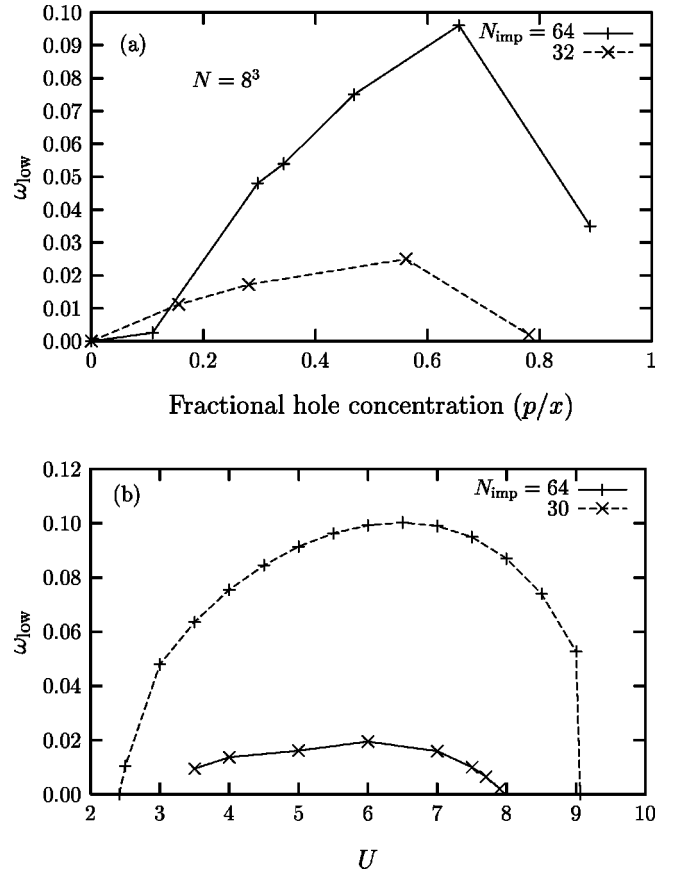 0.10
(a)
N_imp = 64
32
0.09
N = 8³
0.08
0.07
0.06
0.05
0.04
0.03
0.02
0.01
0.00
ω_low
0 0.2 0.4 0.6 0.8 1
Fractional hole concentration (p/x)
0.12
(b)
N_imp = 64
30
0.10
0.08
0.06
0.04
0.02
0.00
ω_low
2 3 4 5 6 7 8 9 10
U